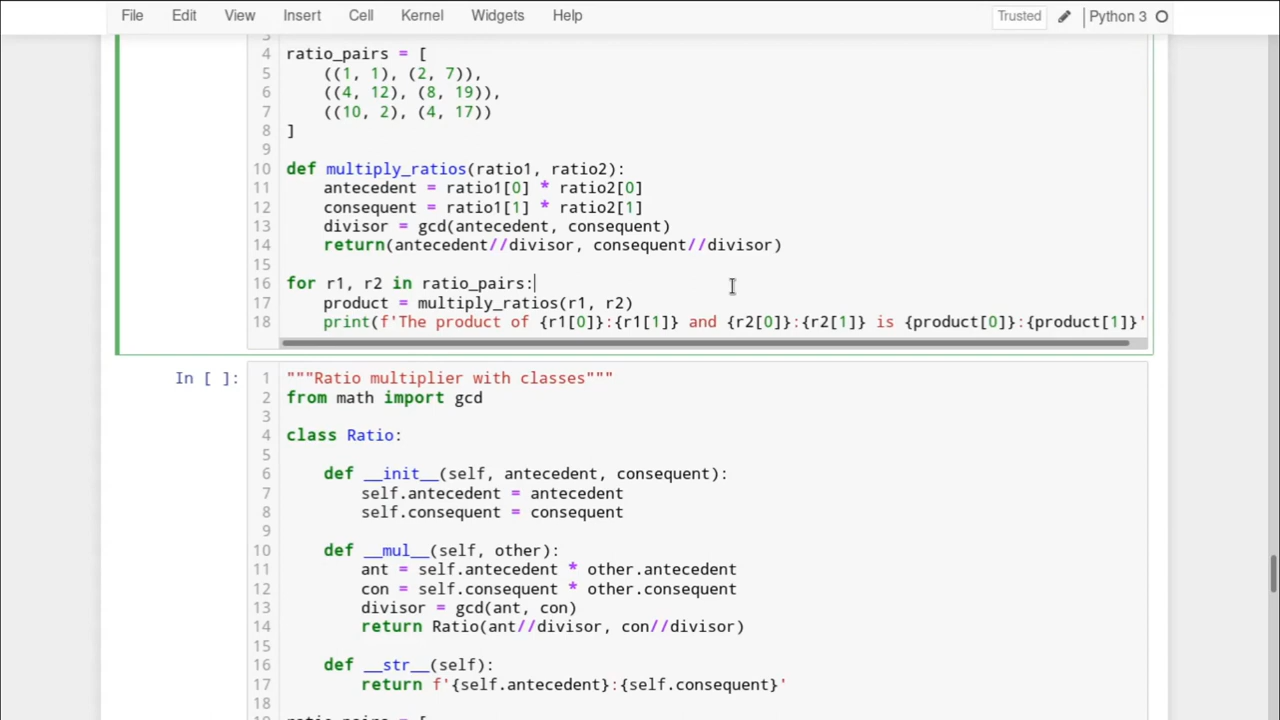 File Edit View Insert Cell Kernel Widgets Help Trusted Python 3
3
4 ratio_pairs = [
5 ((1, 1), (2, 7)),
6 ((4, 12), (8, 19)),
7 ((10, 2), (4, 17))
8 ]
9
10 def multiply_ratios(ratio1, ratio2):
11 antecedent = ratio1[0] * ratio2[0]
12 consequent = ratio1[1] * ratio2[1]
13 divisor = gcd(antecedent, consequent)
14 return(antecedent//divisor, consequent//divisor)
15
16 for r1, r2 in ratio_pairs:
17 product = multiply_ratios(r1, r2)
18 print(f'The product of {r1[0]}:{r1[1]} and {r2[0]}:{r2[1]} is {product[0]}:{product[1]}'
In [ ]: 1 """Ratio multiplier with classes"""
2 from math import gcd
3
4 class Ratio:
5
6 def __init__(self, antecedent, consequent):
7 self.antecedent = antecedent
8 self.consequent = consequent
9
10 def __mul__(self, other):
11 ant = self.antecedent * other.antecedent
12 con = self.consequent * other.consequent
13 divisor = gcd(ant, con)
14 return Ratio(ant//divisor, con//divisor)
15
16 def __str__(self):
17 return f'{self.antecedent}:{self.consequent}'
18
19 ratio_pairs = [